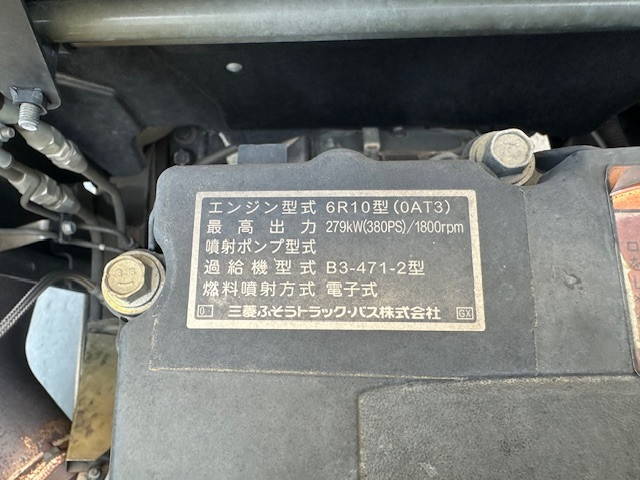 エンジン型式 6R10型(0AT3)
最高出力 279kW(380PS)/1800rpm
噴射ポンプ型式
過給機型式 B3-471-2型
燃料噴射方式 電子式
三菱ふそうトラック・バス株式会社 GX